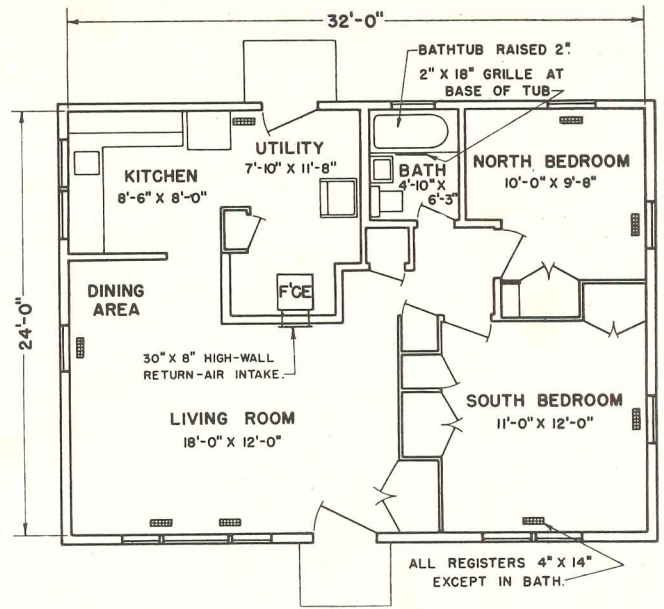 32'-0"
BATHTUB RAISED 2".
2" X 18" GRILLE AT
BASE OF TUB
UTILITY
7'-10" X 11'-8"
KITCHEN
8'-6" X 8'-0"
BATH
4'-10" X
6'-3"
NORTH BEDROOM
10'-0" X 9'-8"
DINING
AREA
F'CE
24'-0"
30" X 8" HIGH-WALL
RETURN-AIR INTAKE.
LIVING ROOM
18'-0" X 12'-0"
SOUTH BEDROOM
11'-0" X 12'-0"
ALL REGISTERS 4" X 14"
EXCEPT IN BATH.